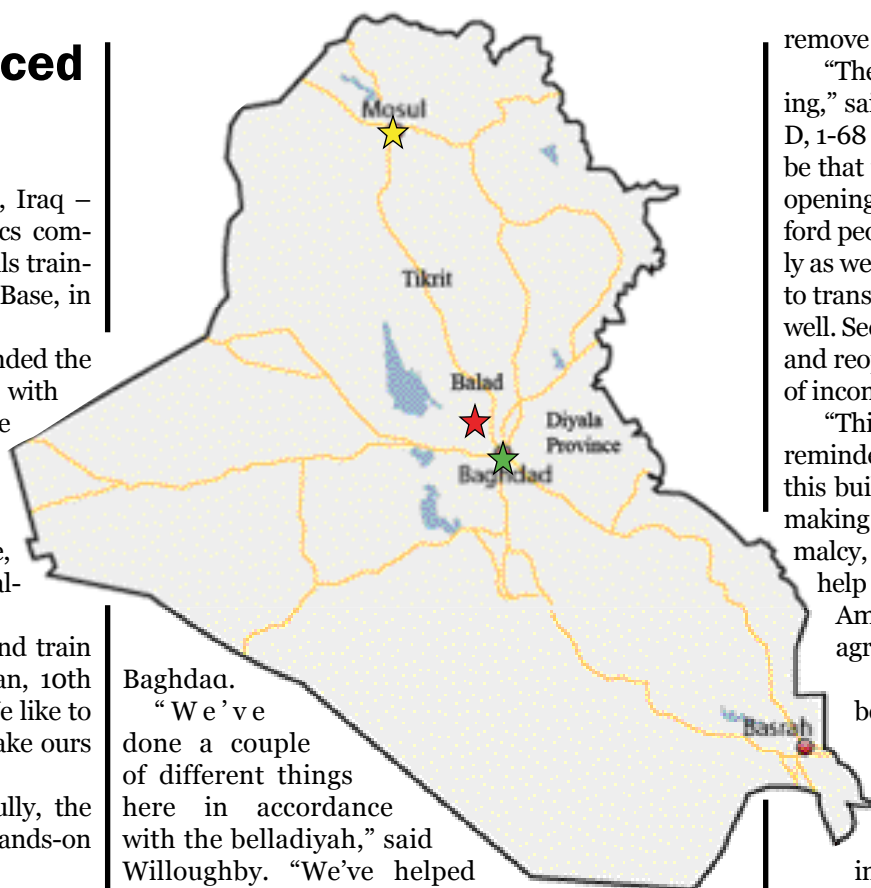 ced
, Iraq –
cs com-
ls train-
Base, in
nded the
with
e
e,
al-
nd train
an, 10th
e like to
ake ours
ully, the
ands-on
Mosul
Tikrit
Balad
Diyala
Province
Baghdad
Basrah
Baghdad.
“We’ve
done a couple
of different things
here in accordance
with the belladiyah,” said
Willoughby. “We’ve helped
remove
“The
ing,” sai
D, 1-68
be that
opening
ford peo
ly as we
to trans
well. Sec
and reop
of incon
“Thi
reminde
this bui
making
malcy,
help
Am
agr
be
in